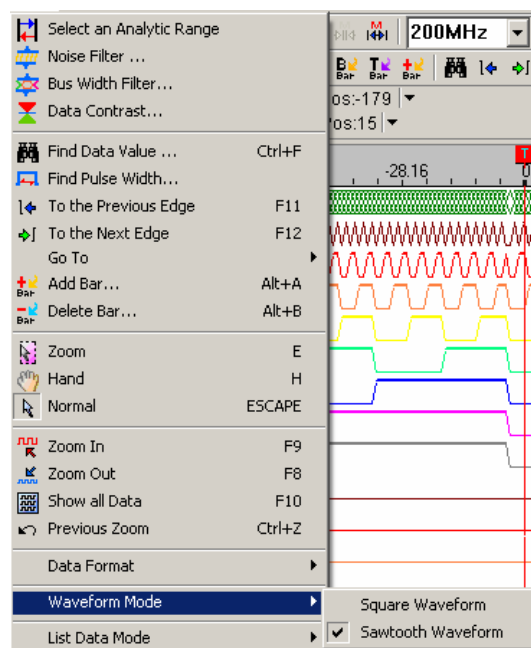 Select an Analytic Range
Noise Filter ...
Bus Width Filter...
Data Contrast...
Find Data Value ... Ctrl+F
Find Pulse Width...
To the Previous Edge F11
To the Next Edge F12
Go To
Bar Add Bar... Alt+A
Bar Delete Bar... Alt+B
Zoom E
Hand H
Normal ESCAPE
Zoom In F9
Zoom Out F8
Show all Data F10
Previous Zoom Ctrl+Z
Data Format
Waveform Mode
List Data Mode
Square Waveform
Sawtooth Waveform
M 200MHz
B Bar T Bar Bar
os:-179
os:15
T
-28.16 0